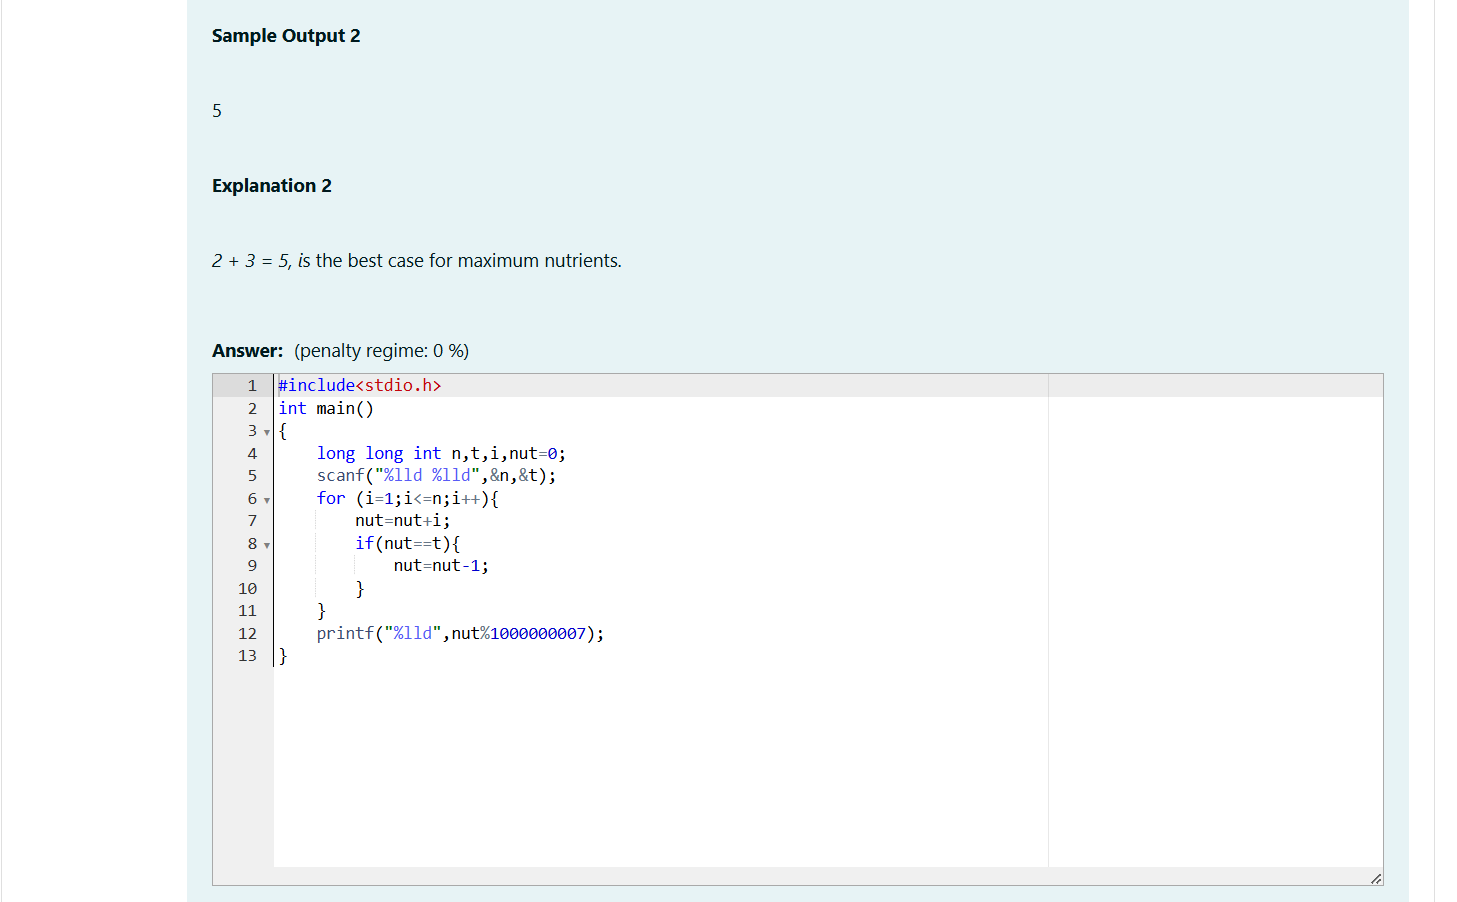 Sample Output 2
5
Explanation 2
2 + 3 = 5, is the best case for maximum nutrients.
Answer: (penalty regime: 0 %)
1 #include<stdio.h>
2 int main()
3 {
4     long long int n,t,i,nut=0;
5     scanf("%lld %lld",&n,&t);
6     for (i=1;i<=n;i++){
7         nut=nut+i;
8         if(nut==t){
9             nut=nut-1;
10         }
11     }
12     printf("%lld",nut%1000000007);
13 }